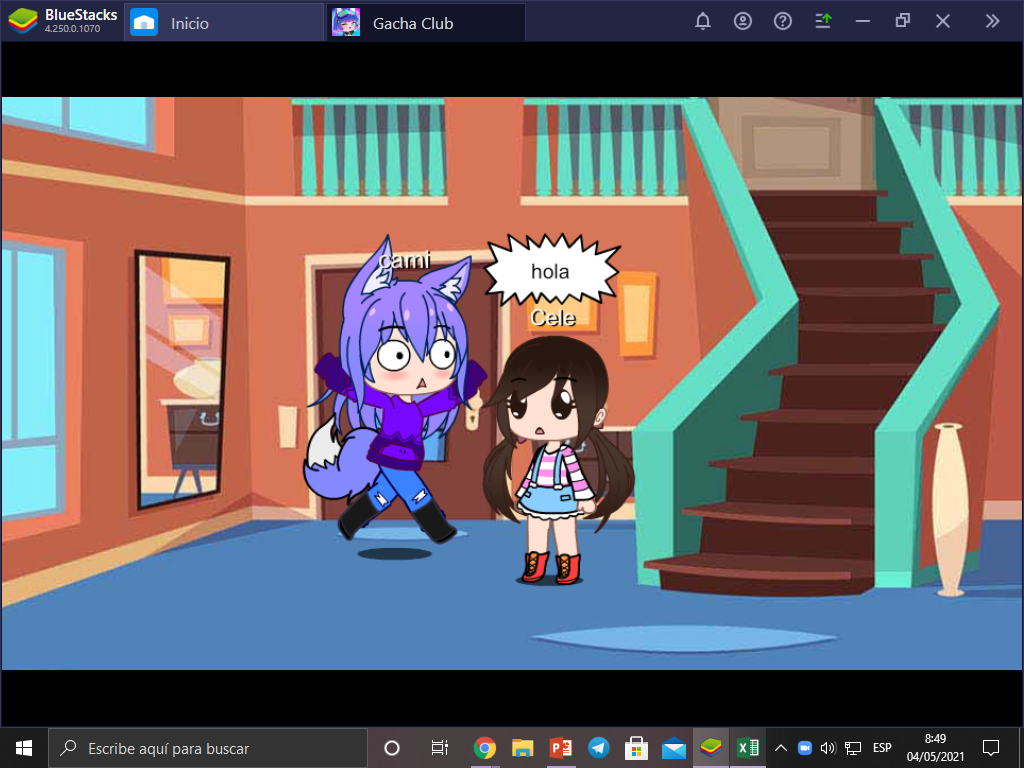 BlueStacks
4.250.0.1070
Inicio
Gacha Club
cami
hola
Cele
Escribe aquí para buscar
ESP
8:49
04/05/2021